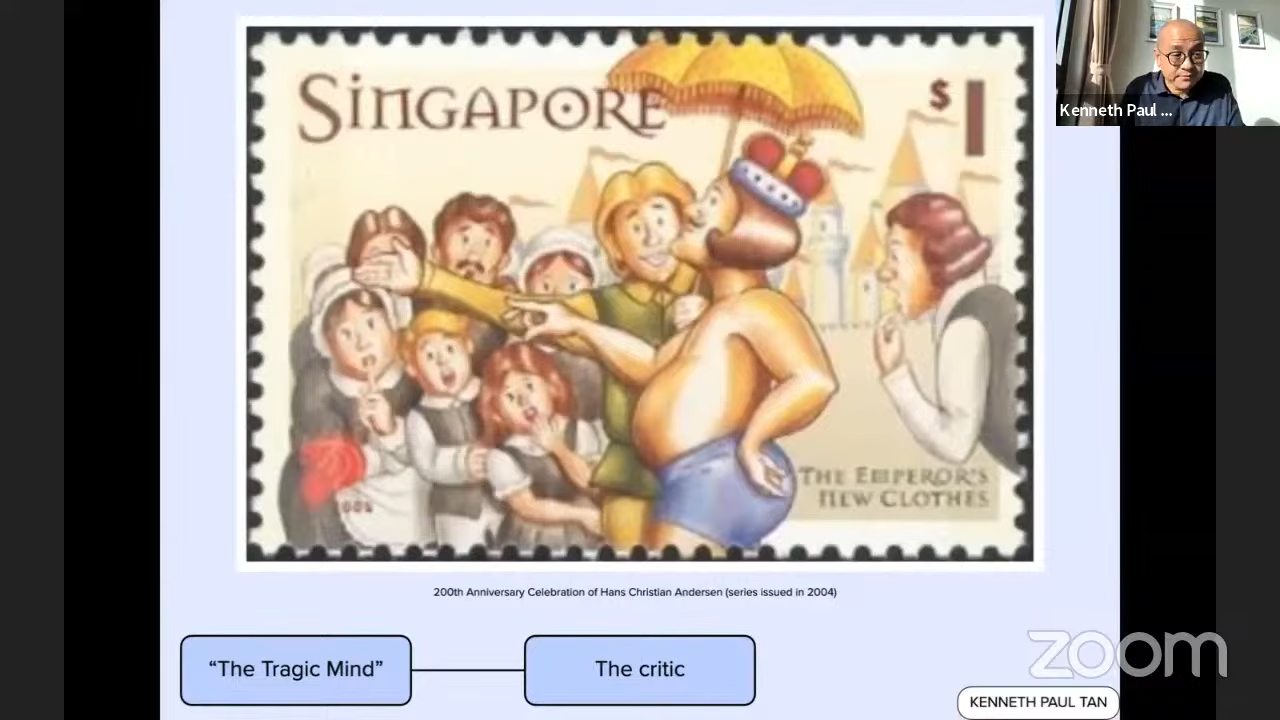 SINGAPORE
$1
Kenneth Paul ...
THE EMPEROR'S
NEW CLOTHES
200th Anniversary Celebration of Hans Christian Andersen (series issued in 2004)
“The Tragic Mind”
The critic
zoom
KENNETH PAUL TAN